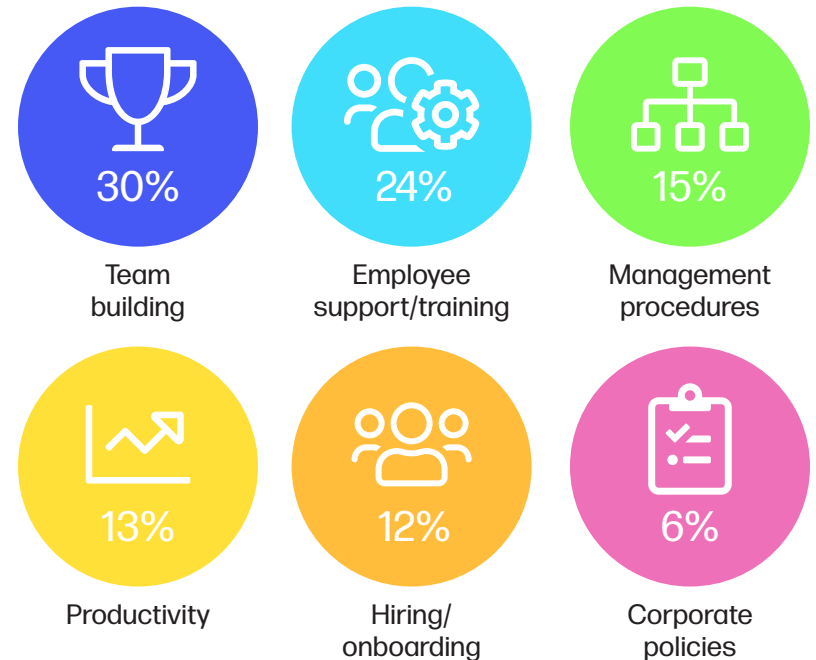 30%
24%
15%
Team
building
Employee
support/training
Management
procedures
13%
12%
6%
Productivity
Hiring/
onboarding
Corporate
policies